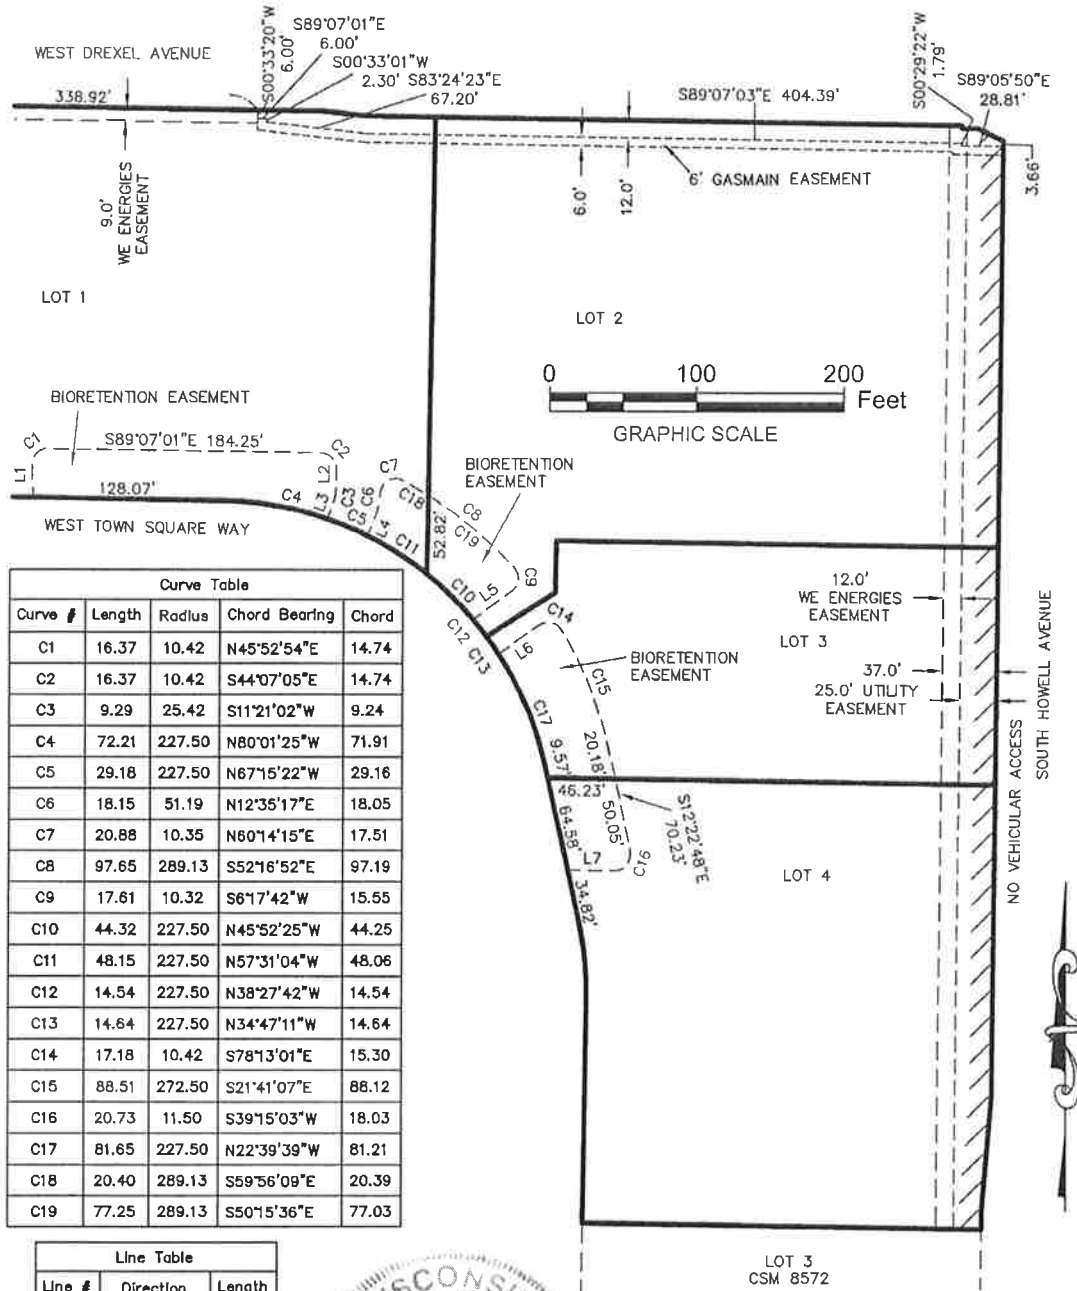 WEST DREXEL AVENUE
338.92'
S00°33'20"W
6.00'
S89°07'01"E
6.00'
S00°33'01"W
2.30'
S83°24'23"E
67.20'
S89°07'03"E 404.39'
S00°29'22"W
1.79'
S89°05'50"E
28.81'
3.66'
9.0'
WE ENERGIES
EASEMENT
6.0'
12.0'
6' GASMAIN EASEMENT
LOT 1
LOT 2
0 100 200
Feet
GRAPHIC SCALE
BIORETENTION EASEMENT
S89°07'01"E 184.25'
C1
L1
C2
L2
128.07'
C4
L3
C3
C5
C6
L4
C7
C18
C11
WEST TOWN SQUARE WAY
BIORETENTION
EASEMENT
C8
C19
52.82'
C9
C10
L5
C12
C13
C14
L6
BIORETENTION
EASEMENT
C15
C17
9.57'
20.18'
46.23'
50.05'
64.58'
S12°22'48"E
70.23'
L7
C16
34.82'
12.0'
WE ENERGIES
EASEMENT
LOT 3
37.0'
25.0' UTILITY
EASEMENT
NO VEHICULAR ACCESS
SOUTH HOWELL AVENUE
LOT 4
LOT 3
CSM 8572
Curve Table
Curve # Length Radius Chord Bearing Chord
C1 16.37 10.42 N45°52'54"E 14.74
C2 16.37 10.42 S44°07'05"E 14.74
C3 9.29 25.42 S11°21'02"W 9.24
C4 72.21 227.50 N80°01'25"W 71.91
C5 29.18 227.50 N67°15'22"W 29.16
C6 18.15 51.19 N12°35'17"E 18.05
C7 20.88 10.35 N60°14'15"E 17.51
C8 97.65 289.13 S52°16'52"E 97.19
C9 17.61 10.32 S6°17'42"W 15.55
C10 44.32 227.50 N45°52'25"W 44.25
C11 48.15 227.50 N57°31'04"W 48.06
C12 14.54 227.50 N38°27'42"W 14.54
C13 14.64 227.50 N34°47'11"W 14.64
C14 17.18 10.42 S78°13'01"E 15.30
C15 88.51 272.50 S21°41'07"E 88.12
C16 20.73 11.50 S39°15'03"W 18.03
C17 81.65 227.50 N22°39'39"W 81.21
C18 20.40 289.13 S59°56'09"E 20.39
C19 77.25 289.13 S50°15'36"E 77.03
Line Table
Line # Direction Length